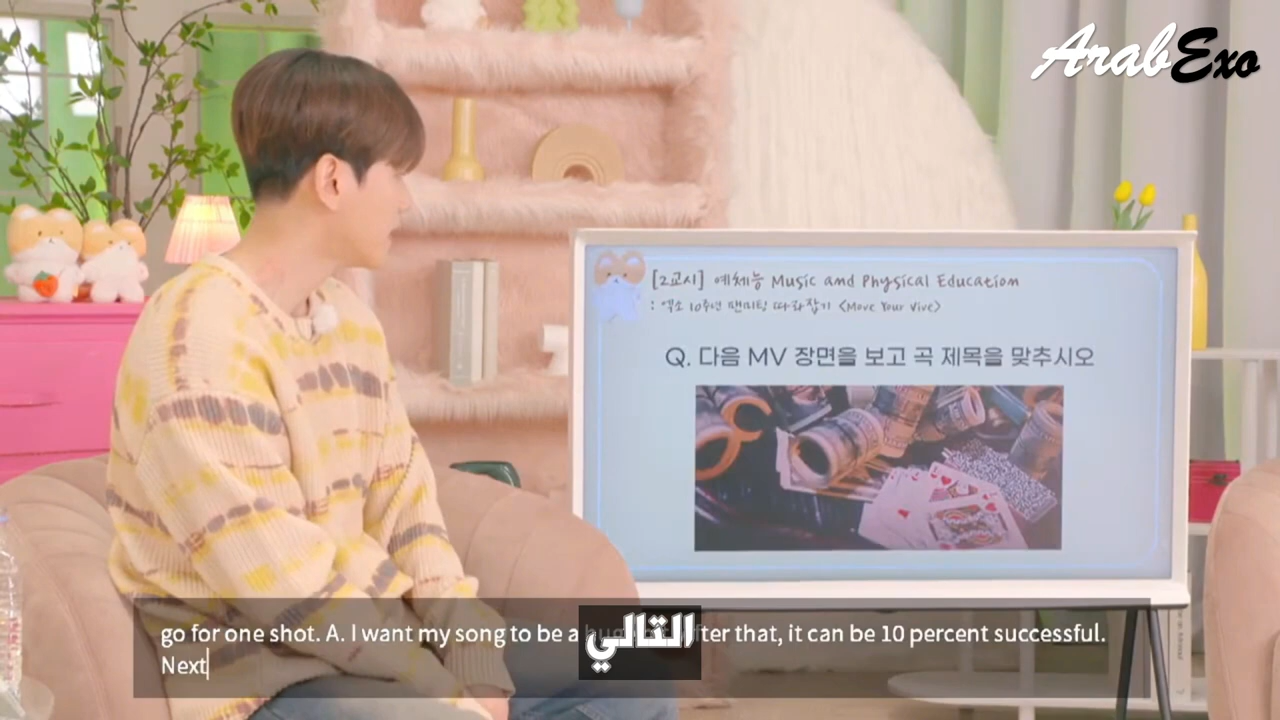 ArabExo
[2교시] 예체능 Music and Physical Education
: 엑소 10주년 팬미팅 따라잡기 <Move Your Vive>
Q. 다음 MV 장면을 보고 곡 제목을 맞추시오
go for one shot. A. I want my song to be a التالي that, it can be 10 percent successful.
Next